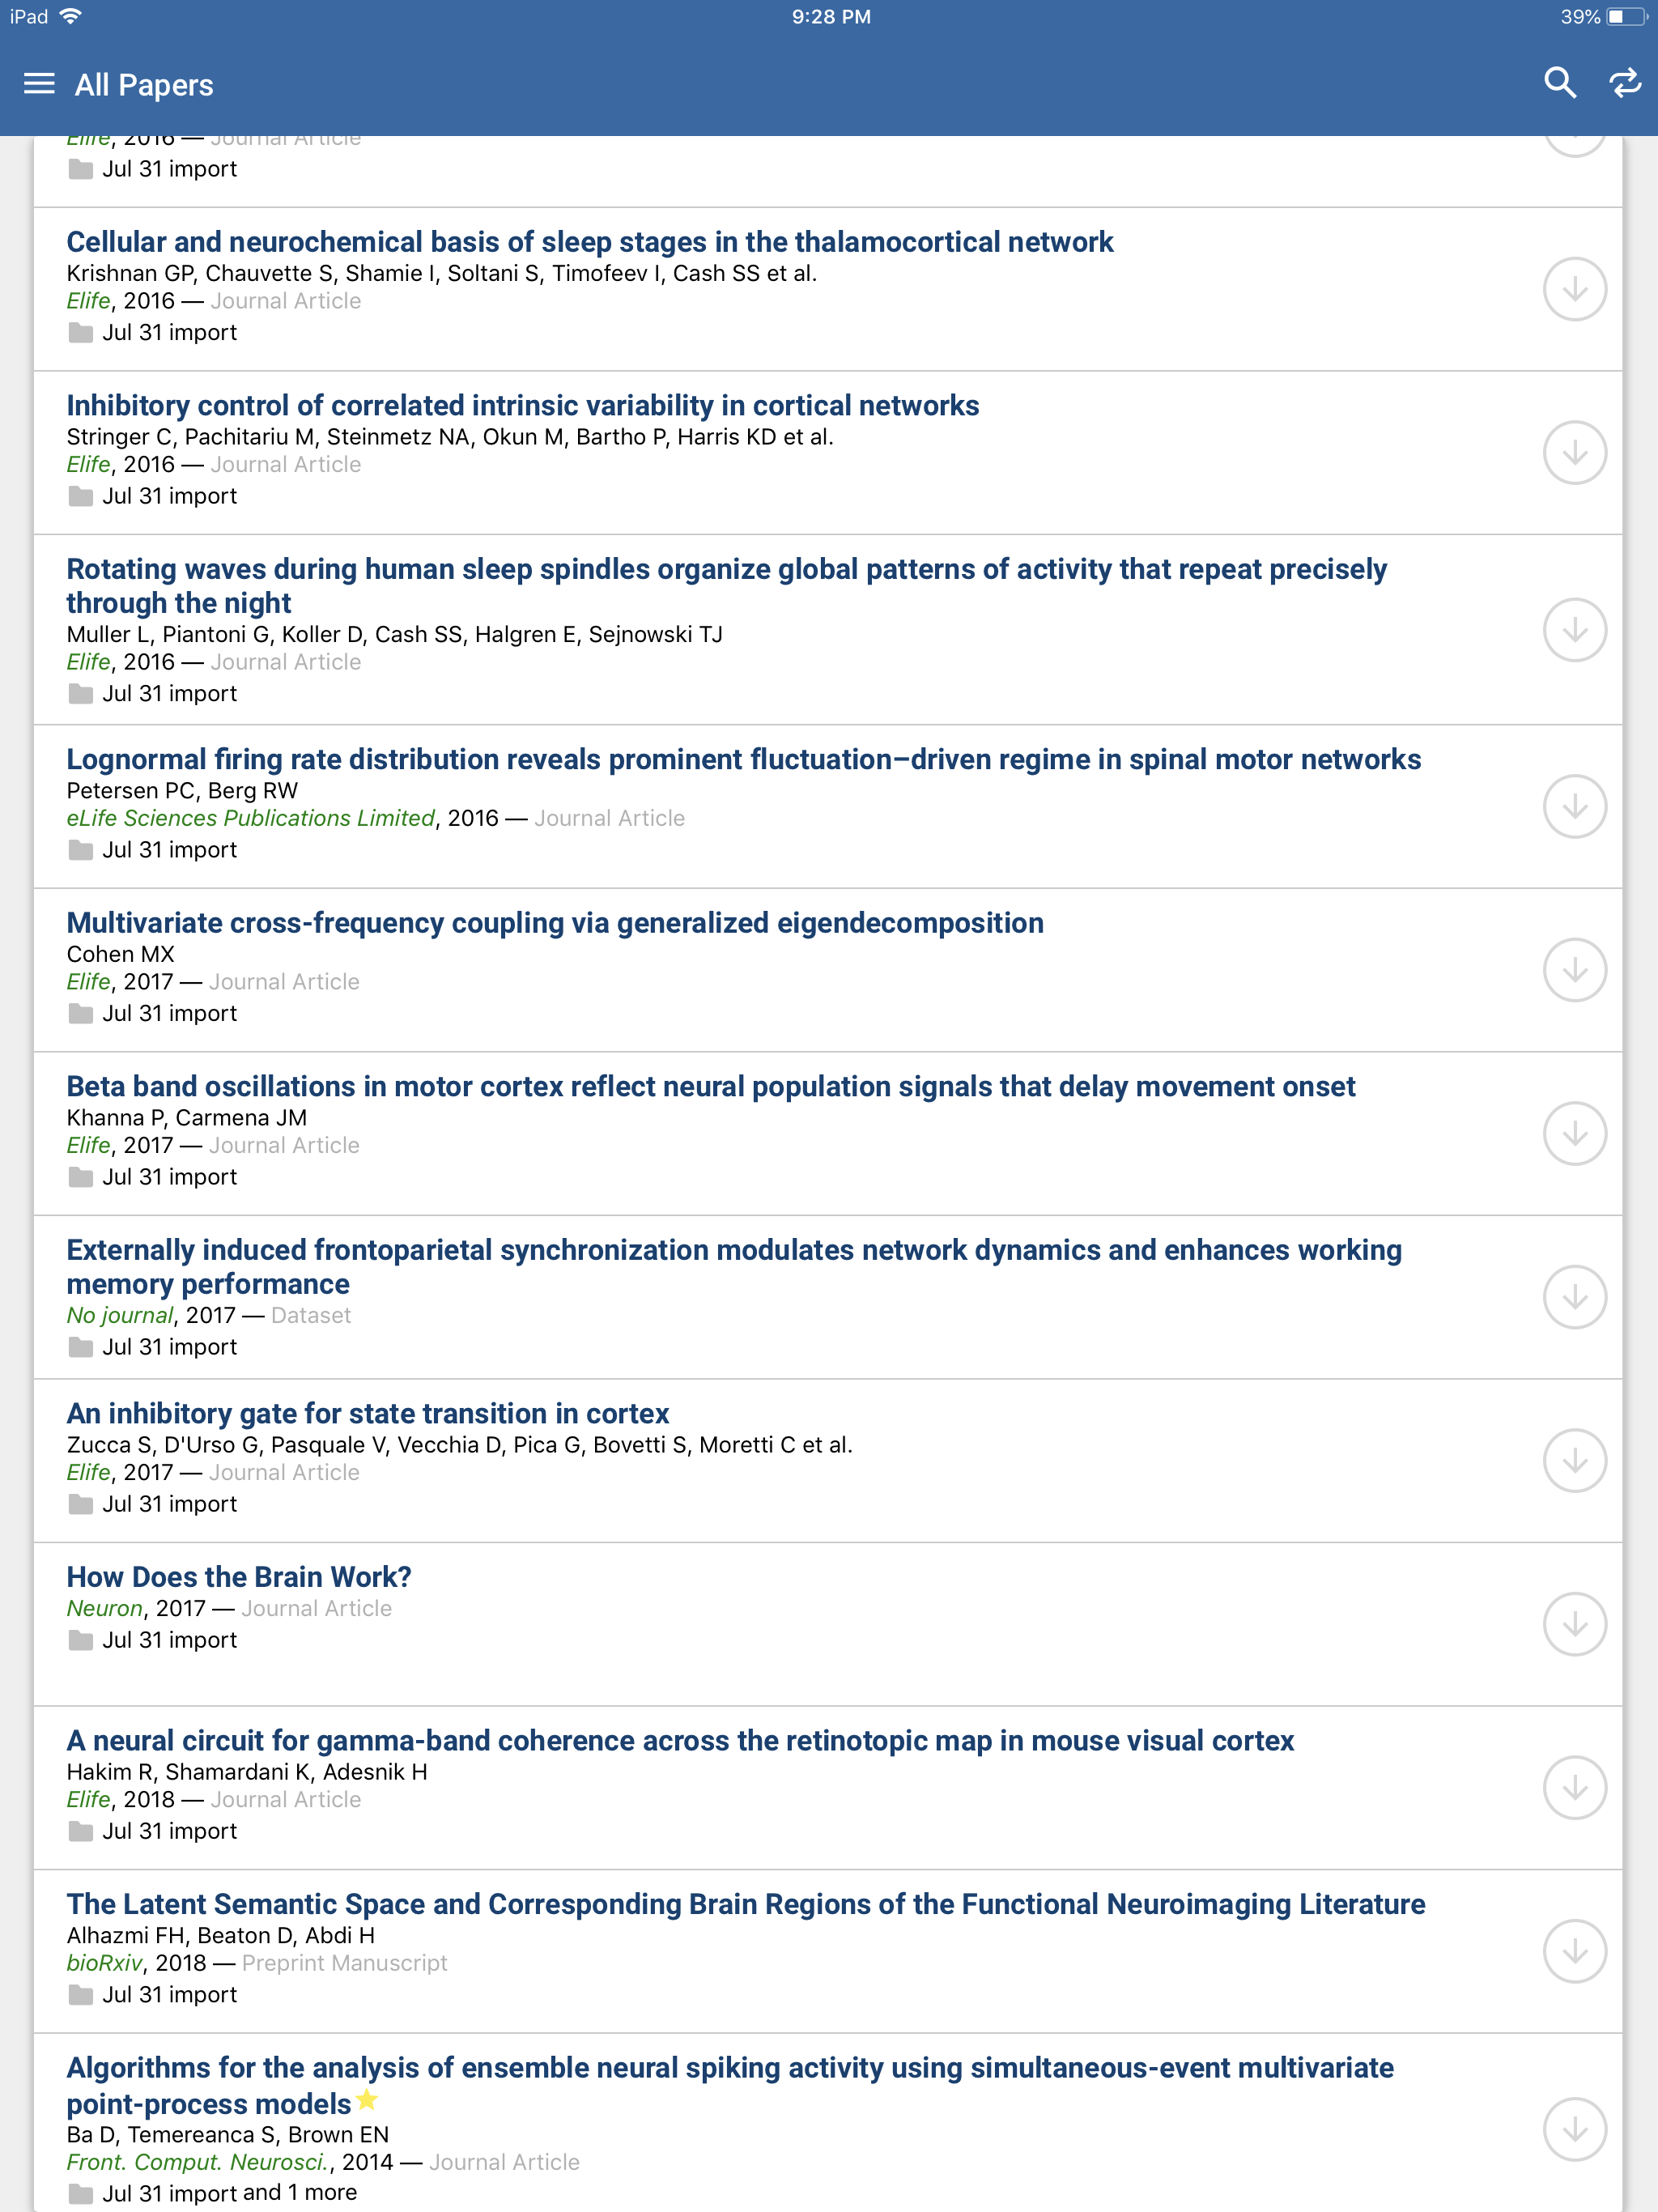 iPad 9:28 PM 39%
All Papers
Elife, 2016 — Journal Article
Jul 31 import
Cellular and neurochemical basis of sleep stages in the thalamocortical network
Krishnan GP, Chauvette S, Shamie I, Soltani S, Timofeev I, Cash SS et al.
Elife, 2016 — Journal Article
Jul 31 import
Inhibitory control of correlated intrinsic variability in cortical networks
Stringer C, Pachitariu M, Steinmetz NA, Okun M, Bartho P, Harris KD et al.
Elife, 2016 — Journal Article
Jul 31 import
Rotating waves during human sleep spindles organize global patterns of activity that repeat precisely
through the night
Muller L, Piantoni G, Koller D, Cash SS, Halgren E, Sejnowski TJ
Elife, 2016 — Journal Article
Jul 31 import
Lognormal firing rate distribution reveals prominent fluctuation–driven regime in spinal motor networks
Petersen PC, Berg RW
eLife Sciences Publications Limited, 2016 — Journal Article
Jul 31 import
Multivariate cross-frequency coupling via generalized eigendecomposition
Cohen MX
Elife, 2017 — Journal Article
Jul 31 import
Beta band oscillations in motor cortex reflect neural population signals that delay movement onset
Khanna P, Carmena JM
Elife, 2017 — Journal Article
Jul 31 import
Externally induced frontoparietal synchronization modulates network dynamics and enhances working
memory performance
No journal, 2017 — Dataset
Jul 31 import
An inhibitory gate for state transition in cortex
Zucca S, D'Urso G, Pasquale V, Vecchia D, Pica G, Bovetti S, Moretti C et al.
Elife, 2017 — Journal Article
Jul 31 import
How Does the Brain Work?
Neuron, 2017 — Journal Article
Jul 31 import
A neural circuit for gamma-band coherence across the retinotopic map in mouse visual cortex
Hakim R, Shamardani K, Adesnik H
Elife, 2018 — Journal Article
Jul 31 import
The Latent Semantic Space and Corresponding Brain Regions of the Functional Neuroimaging Literature
Alhazmi FH, Beaton D, Abdi H
bioRxiv, 2018 — Preprint Manuscript
Jul 31 import
Algorithms for the analysis of ensemble neural spiking activity using simultaneous-event multivariate
point-process models
Ba D, Temereanca S, Brown EN
Front. Comput. Neurosci., 2014 — Journal Article
Jul 31 import and 1 more